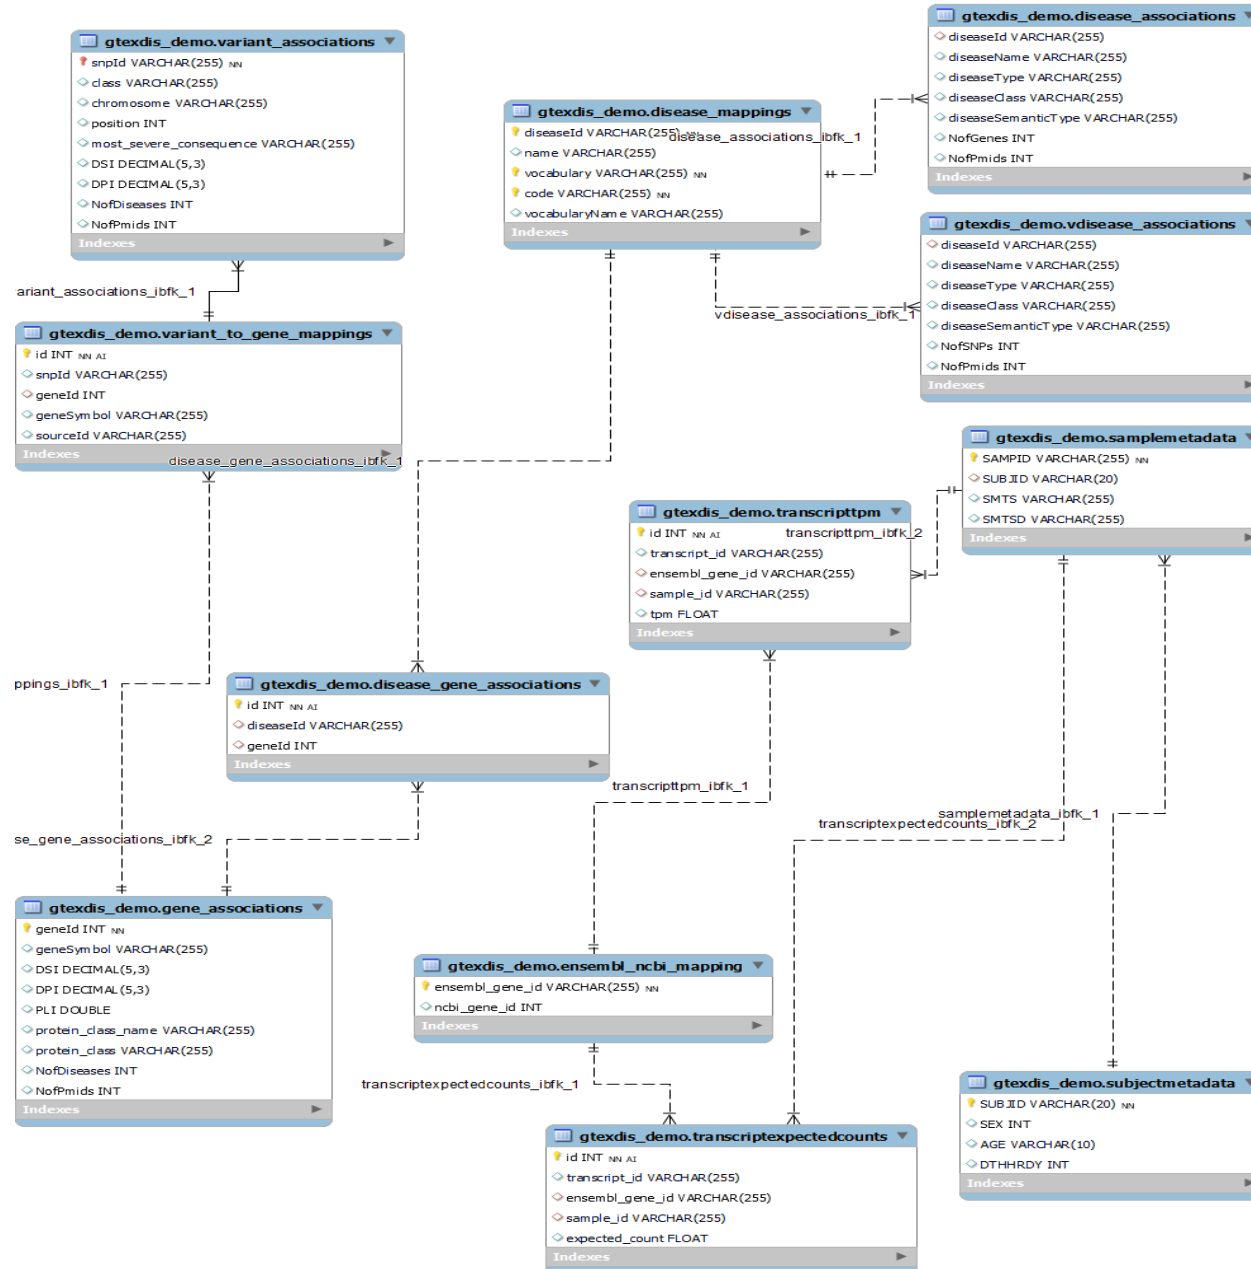 gtexdis_demo.variant_associations
snpId VARCHAR(255) NN
class VARCHAR(255)
chromosome VARCHAR(255)
position INT
most_severe_consequence VARCHAR(255)
DSI DECIMAL(5,3)
DPI DECIMAL(5,3)
NofDiseases INT
NofPmids INT
Indexes
ariant_associations_ibfk_1
gtexdis_demo.variant_to_gene_mappings
id INT NN AI
snpId VARCHAR(255)
geneId INT
geneSymbol VARCHAR(255)
sourceId VARCHAR(255)
Indexes
disease_gene_associations_ibfk_1
gtexdis_demo.disease_mappings
diseaseId VARCHAR(255)
disease_associations_ibfk_1
name VARCHAR(255)
vocabulary VARCHAR(255) NN
code VARCHAR(255) NN
vocabularyName VARCHAR(255)
Indexes
gtexdis_demo.disease_associations
diseaseId VARCHAR(255)
diseaseName VARCHAR(255)
diseaseType VARCHAR(255)
diseaseClass VARCHAR(255)
diseaseSemanticType VARCHAR(255)
NofGenes INT
NofPmids INT
Indexes
gtexdis_demo.vdisease_associations
diseaseId VARCHAR(255)
diseaseName VARCHAR(255)
diseaseType VARCHAR(255)
diseaseClass VARCHAR(255)
diseaseSemanticType VARCHAR(255)
NofSNPs INT
NofPmids INT
Indexes
vdisease_associations_ibfk_1
gtexdis_demo.samplemetadata
SAMPID VARCHAR(255) NN
SUBJID VARCHAR(20)
SMTS VARCHAR(255)
SMTSD VARCHAR(255)
Indexes
gtexdis_demo.transcripttpm
id INT NN AI
transcripttpm_ibfk_2
transcript_id VARCHAR(255)
ensembl_gene_id VARCHAR(255)
sample_id VARCHAR(255)
tpm FLOAT
Indexes
ppings_ibfk_1
gtexdis_demo.disease_gene_associations
id INT NN AI
diseaseId VARCHAR(255)
geneId INT
Indexes
transcripttpm_ibfk_1
samplemetadata_ibfk_1
transcriptexpectedcounts_ibfk_2
se_gene_associations_ibfk_2
gtexdis_demo.gene_associations
geneId INT NN
geneSymbol VARCHAR(255)
DSI DECIMAL(5,3)
DPI DECIMAL(5,3)
PLI DOUBLE
protein_class_name VARCHAR(255)
protein_class VARCHAR(255)
NofDiseases INT
NofPmids INT
Indexes
gtexdis_demo.ensembl_ncbi_mapping
ensembl_gene_id VARCHAR(255) NN
ncbi_gene_id INT
Indexes
transcriptexpectedcounts_ibfk_1
gtexdis_demo.subjectmetadata
SUBJID VARCHAR(20) NN
SEX INT
AGE VARCHAR(10)
DTHHRDY INT
Indexes
gtexdis_demo.transcriptexpectedcounts
id INT NN AI
transcript_id VARCHAR(255)
ensembl_gene_id VARCHAR(255)
sample_id VARCHAR(255)
expected_count FLOAT
Indexes